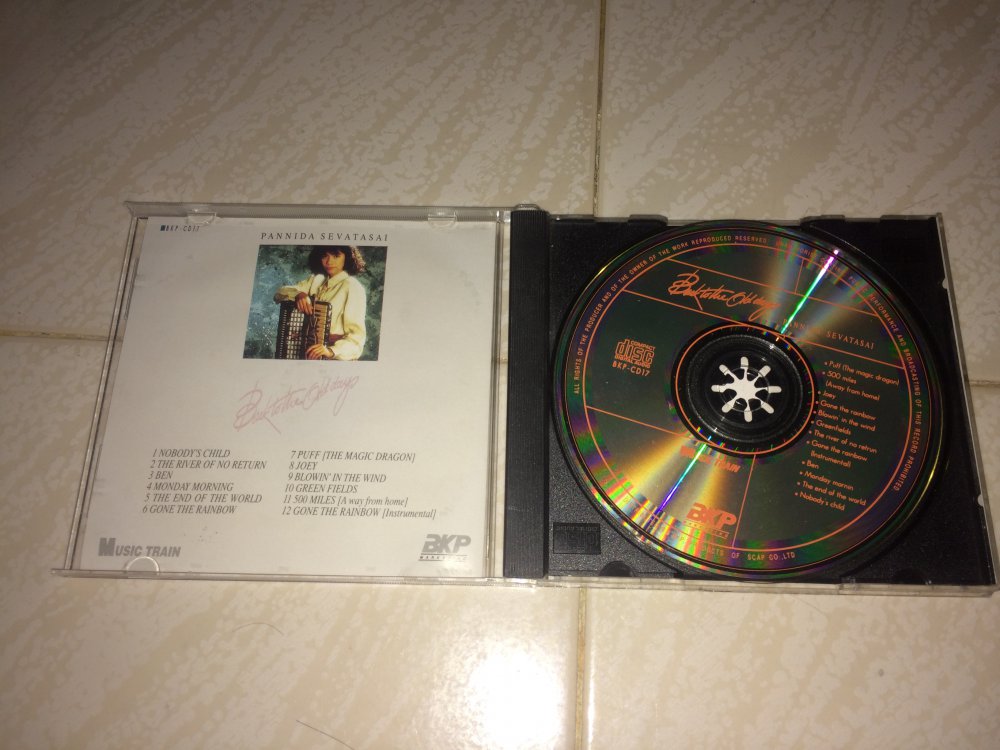 BKP-CD17
PANNIDA SEVATASAI
Back to the Old days
1 NOBODY'S CHILD
2 THE RIVER OF NO RETURN
3 BEN
4 MONDAY MORNING
5 THE END OF THE WORLD
6 GONE THE RAINBOW
7 PUFF [THE MAGIC DRAGON]
8 JOEY
9 BLOWIN' IN THE WIND
10 GREEN FIELDS
11 500 MILES [A way from home]
12 GONE THE RAINBOW [Instrumental]
MUSIC TRAIN
BKP
ALL RIGHTS OF THE PRODUCER AND OF THE OWNER OF THE WORK REPRODUCED RESERVED
PERFORMANCE AND BROADCASTING OF THIS RECORD PROHIBITED
Back to the Old days
PANNIDA SEVATASAI
COMPACT
disc
DIGITAL AUDIO
BKP-CD17
• Puff (The magic dragon)
• 500 miles
(Away from home)
• Joey
• Gone the rainbow
• Blowin' in the wind
• Greenfields
• The river of no retrun
• Gone the rainbow
(Instrumental)
• Ben
• Monday mornin
• The end of the world
• Nobody's child
TRAIN
BKP
PRODUCTS OF SCAP CO.,LTD